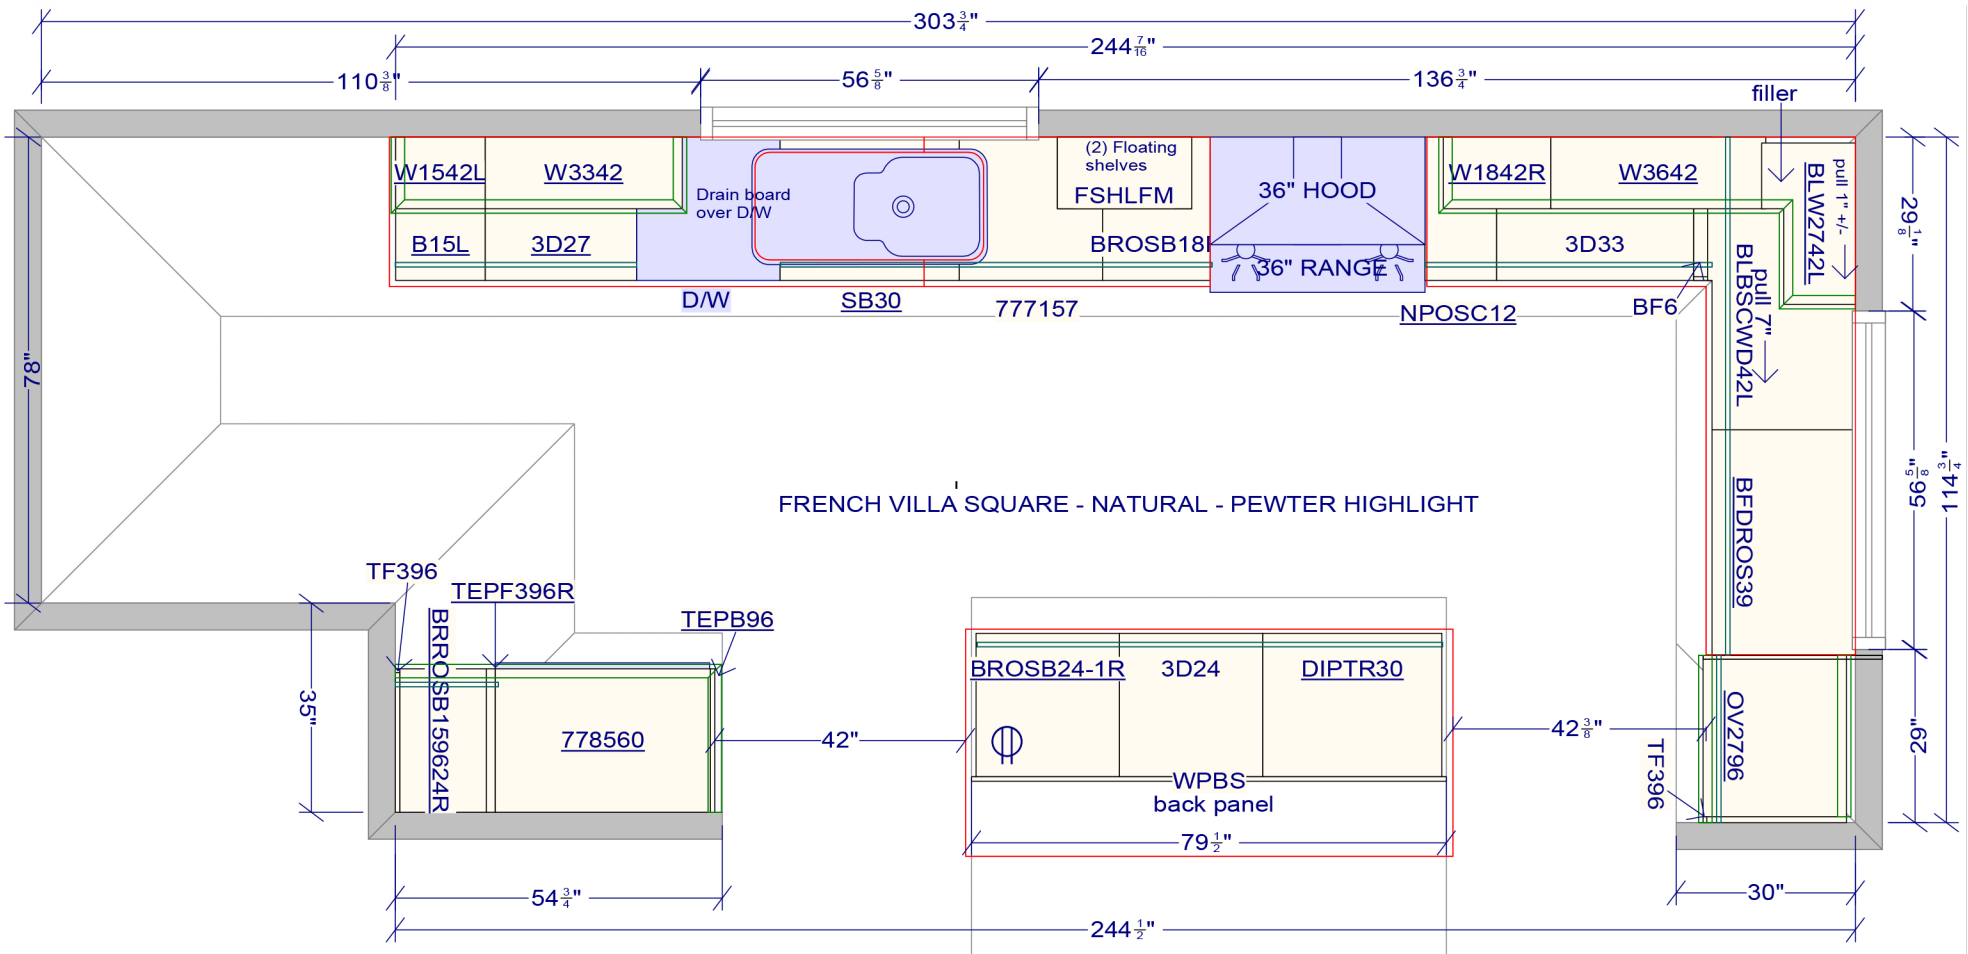 303 3/4"
244 7/16"
110 3/8"
56 5/8"
136 3/4"
filler
W1542L
W3342
Drain board
over D/W
(2) Floating
shelves
FSHLFM
36" HOOD
W1842R
W3642
BLW2742L
pull 1" +/-
29 1/8"
B15L
3D27
BROSB18
36" RANGE
3D33
D/W
SB30
777157
NPOSC12
BF6
BLBSCWD42L
pull 7"
78"
56 5/8"
114 3/4"
FRENCH VILLA SQUARE - NATURAL - PEWTER HIGHLIGHT
BFDROS39
TF396
TEPF396R
TEPB96
BRROSB159624R
35"
778560
42"
BROSB24-1R
3D24
DIPTR30
42 3/8"
OV2796
29"
TF396
WPBS
back panel
79 1/2"
54 3/4"
30"
244 1/2"